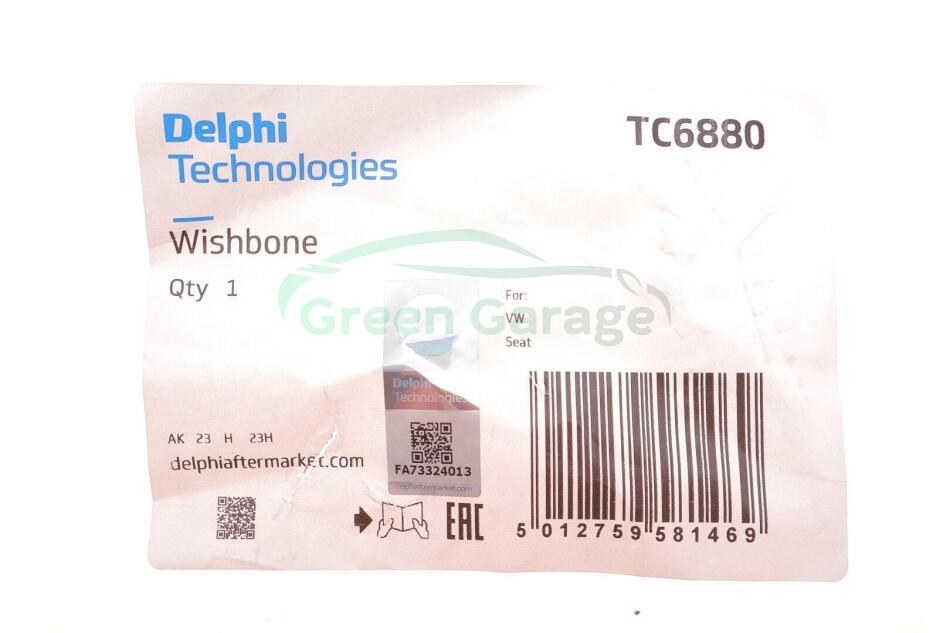 Delphi
Technologies
TC6880
Wishbone
Qty 1
Green Garage
For:
VW
Seat
Delphi
Technologies
FA73324013
delphiaftermarket.com
AK 23 H 23H
delphiaftermarket.com
EAC
5 012759 581469